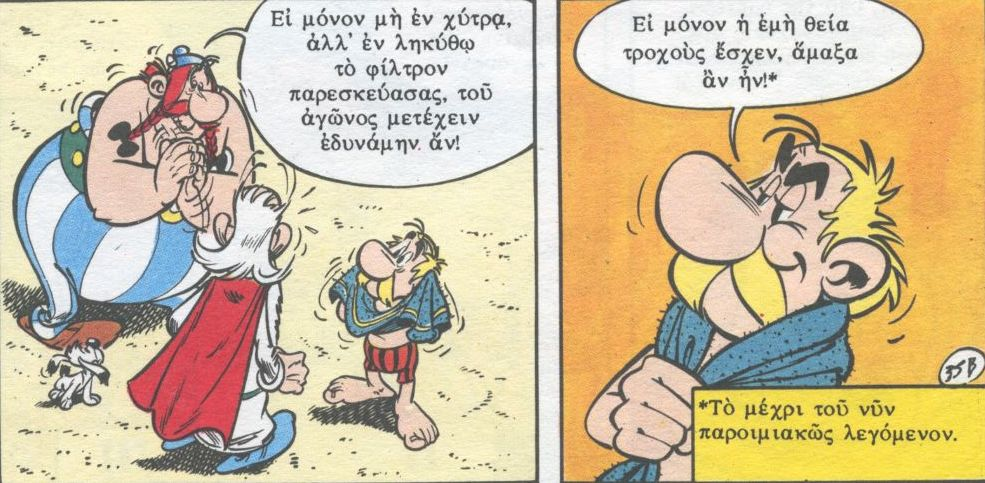 Εἰ μόνον μὴ ἐν χύτρᾳ,
ἀλλ' ἐν ληκύθῳ
τὸ φίλτρον
παρεσκεύασας, τοῦ
ἀγῶνος μετέχειν
ἐδυνάμην ἄν!
Εἰ μόνον ἡ ἐμὴ θεία
τροχοὺς ἔσχεν, ἅμαξα
ἂν ἦν!*
35B
*Τὸ μέχρι τοῦ νῦν
παροιμιακῶς λεγόμενον.